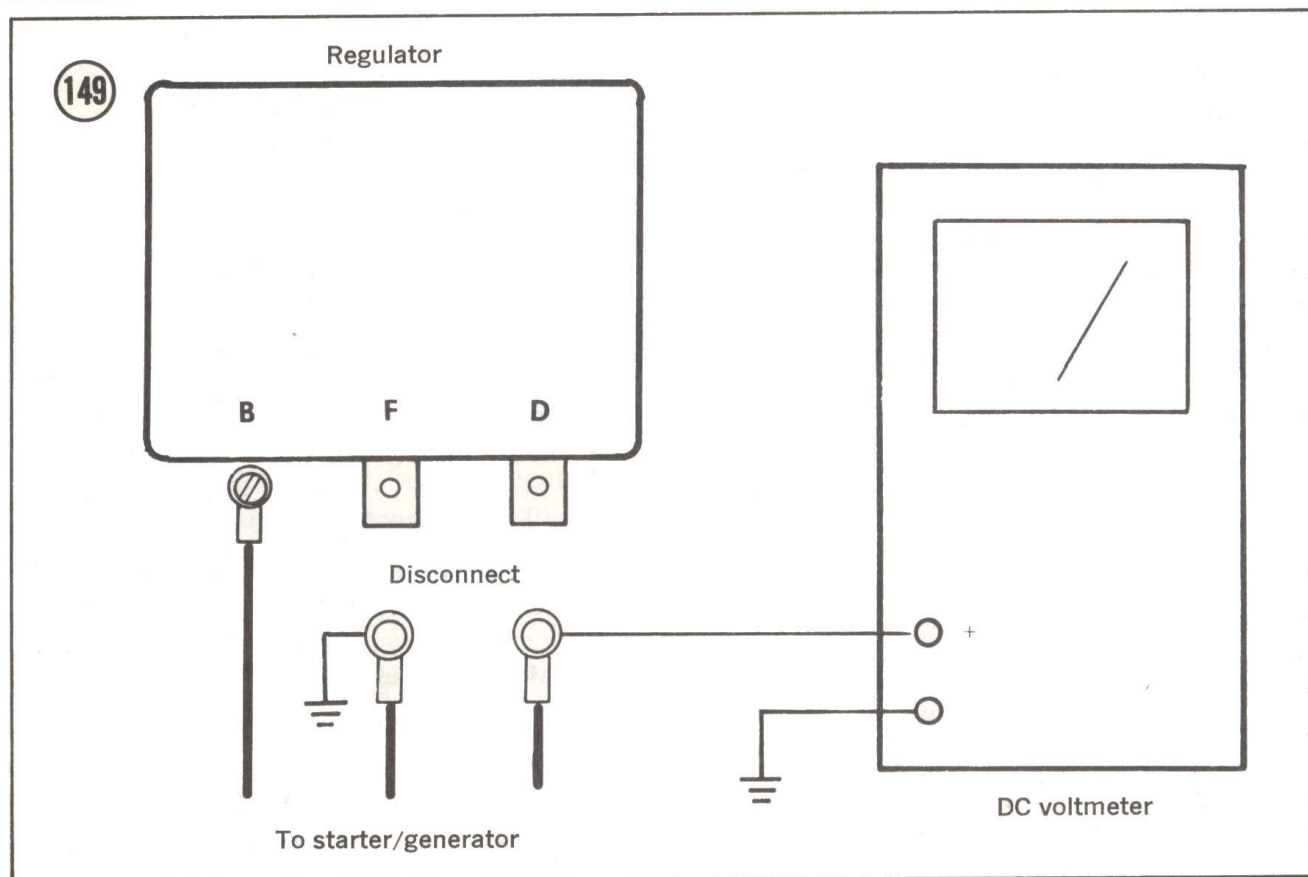 Regulator
149
B F D
Disconnect
+
To starter/generator
DC voltmeter